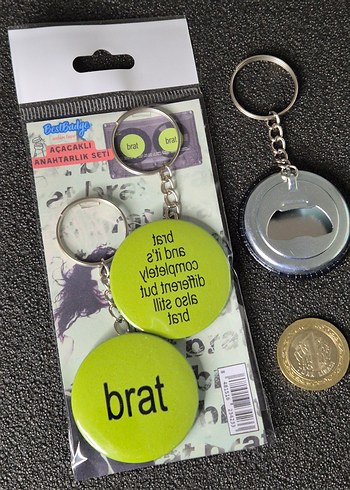 BestBadge
AÇACAKLI
ANAHTARLIK SETİ
brat
brat
brat
and it's
completely
different but
also still
brat
brat